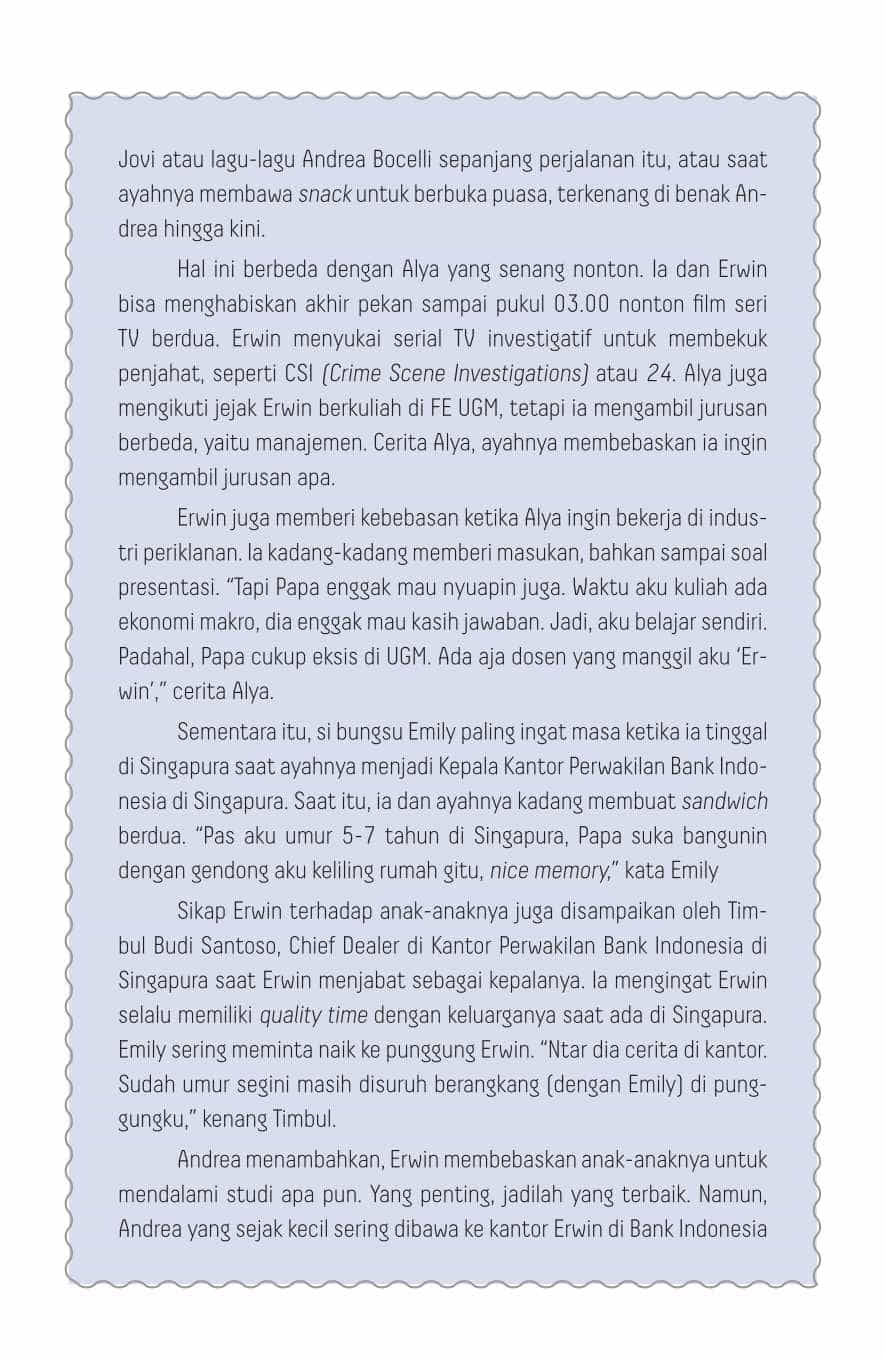 Jovi atau lagu-lagu Andrea Bocelli sepanjang perjalanan itu, atau saat
ayahnya membawa snack untuk berbuka puasa, terkenang di benak An-
drea hingga kini.
Hal ini berbeda dengan Alya yang senang nonton. Ia dan Erwin
bisa menghabiskan akhir pekan sampai pukul 03.00 nonton film seri
TV berdua. Erwin menyukai serial TV investigatif untuk membekuk
penjahat, seperti CSI (Crime Scene Investigations) atau 24. Alya juga
mengikuti jejak Erwin berkuliah di FE UGM, tetapi ia mengambil jurusan
berbeda, yaitu manajemen. Cerita Alya, ayahnya membebaskan ia ingin
mengambil jurusan apa.
Erwin juga memberi kebebasan ketika Alya ingin bekerja di indus-
tri periklanan. Ia kadang-kadang memberi masukan, bahkan sampai soal
presentasi. “Tapi Papa enggak mau nyuapin juga. Waktu aku kuliah ada
ekonomi makro, dia enggak mau kasih jawaban. Jadi, aku belajar sendiri.
Padahal, Papa cukup eksis di UGM. Ada aja dosen yang manggil aku ‘Er-
win’,” cerita Alya.
Sementara itu, si bungsu Emily paling ingat masa ketika ia tinggal
di Singapura saat ayahnya menjadi Kepala Kantor Perwakilan Bank Indo-
nesia di Singapura. Saat itu, ia dan ayahnya kadang membuat sandwich
berdua. “Pas aku umur 5-7 tahun di Singapura, Papa suka bangunin
dengan gendong aku keliling rumah gitu, nice memory,” kata Emily
Sikap Erwin terhadap anak-anaknya juga disampaikan oleh Tim-
bul Budi Santoso, Chief Dealer di Kantor Perwakilan Bank Indonesia di
Singapura saat Erwin menjabat sebagai kepalanya. Ia mengingat Erwin
selalu memiliki quality time dengan keluarganya saat ada di Singapura.
Emily sering meminta naik ke punggung Erwin. “Ntar dia cerita di kantor.
Sudah umur segini masih disuruh berangkang (dengan Emily) di pung-
gungku,” kenang Timbul.
Andrea menambahkan, Erwin membebaskan anak-anaknya untuk
mendalami studi apa pun. Yang penting, jadilah yang terbaik. Namun,
Andrea yang sejak kecil sering dibawa ke kantor Erwin di Bank Indonesia